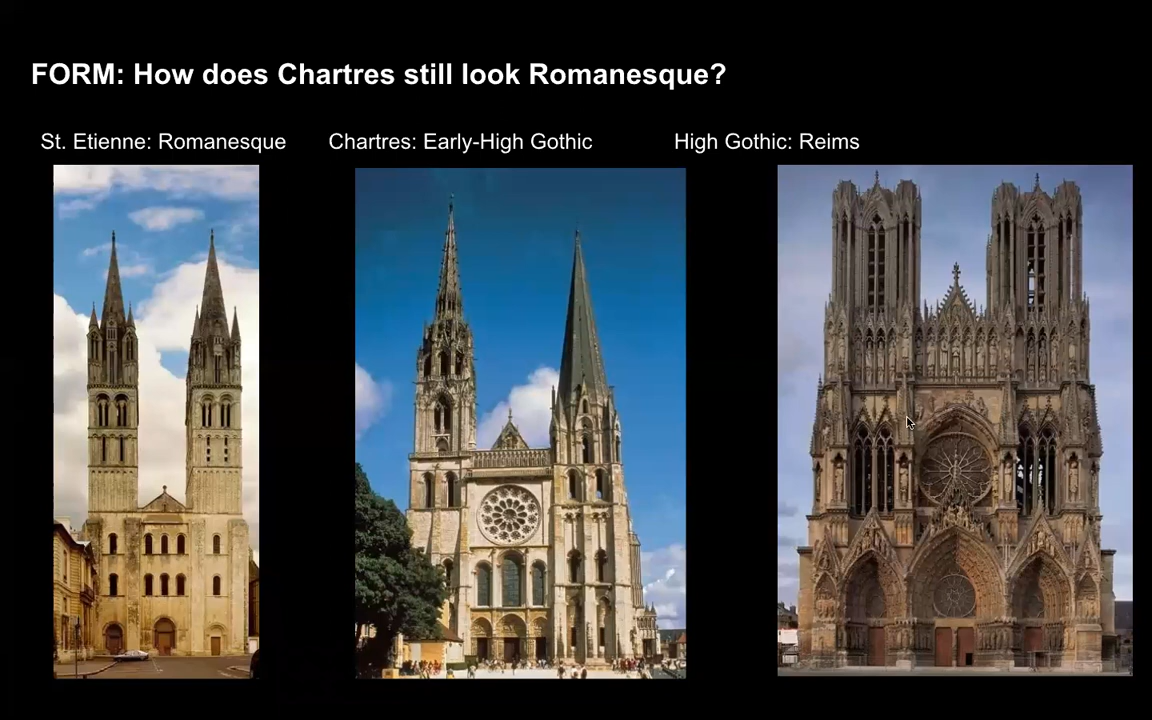 FORM: How does Chartres still look Romanesque?
St. Etienne: Romanesque
Chartres: Early-High Gothic
High Gothic: Reims